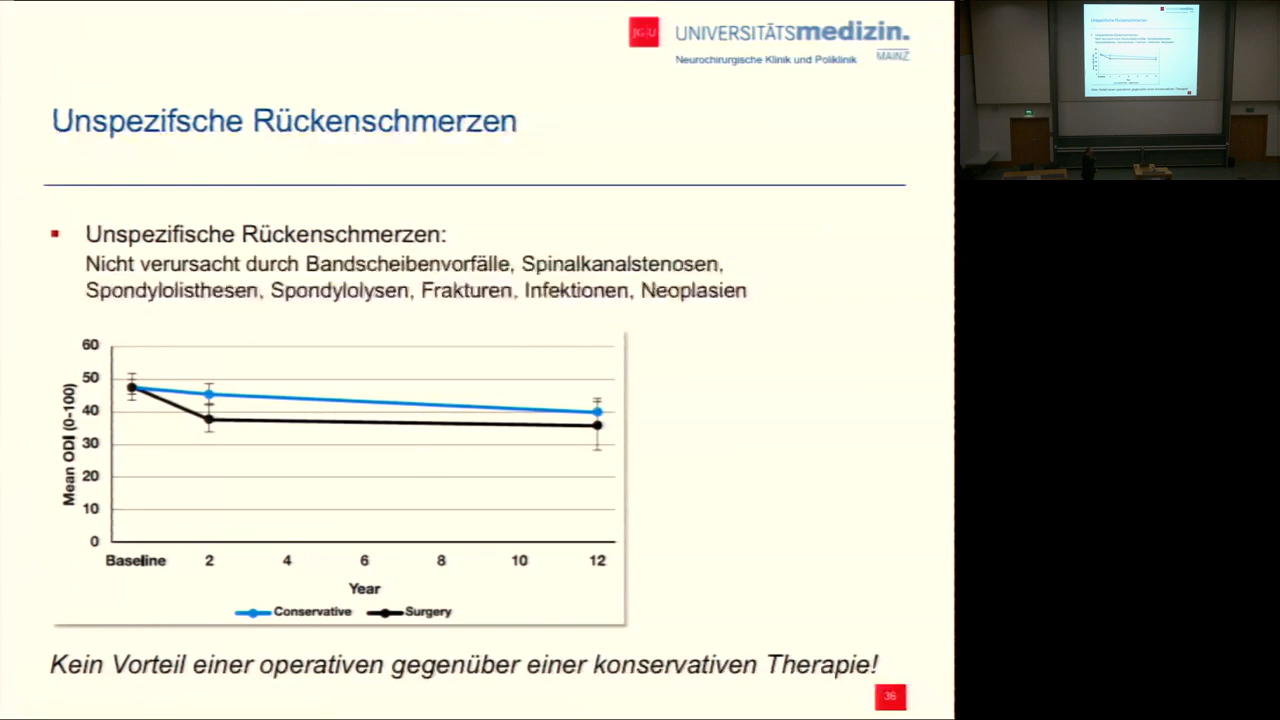 JG|U
UNIVERSITÄTSmedizin.
Neurochirurgische Klinik und Poliklinik
MAINZ
Unspezifsche Rückenschmerzen
Unspezifische Rückenschmerzen:
Nicht verursacht durch Bandscheibenvorfälle, Spinalkanalstenosen,
Spondylolisthesen, Spondylolysen, Frakturen, Infektionen, Neoplasien
60
50
40
30
20
10
0
Mean ODI (0-100)
Baseline 2 4 6 8 10 12
Year
Conservative Surgery
Kein Vorteil einer operativen gegenüber einer konservativen Therapie!
36